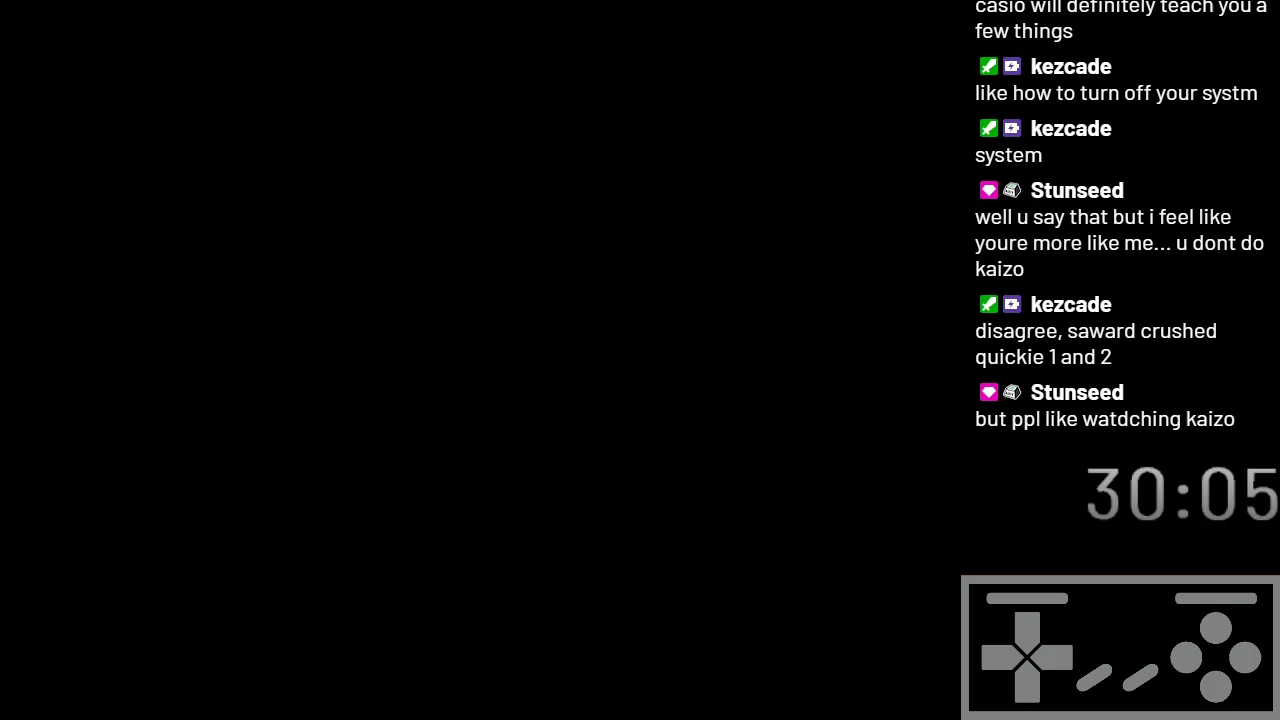 casio will definitely teach you a
few things
kezcade
like how to turn off your systm
kezcade
system
Stunseed
well u say that but i feel like
youre more like me... u dont do
kaizo
kezcade
disagree, saward crushed
quickie 1 and 2
Stunseed
but ppl like watdching kaizo
30:05